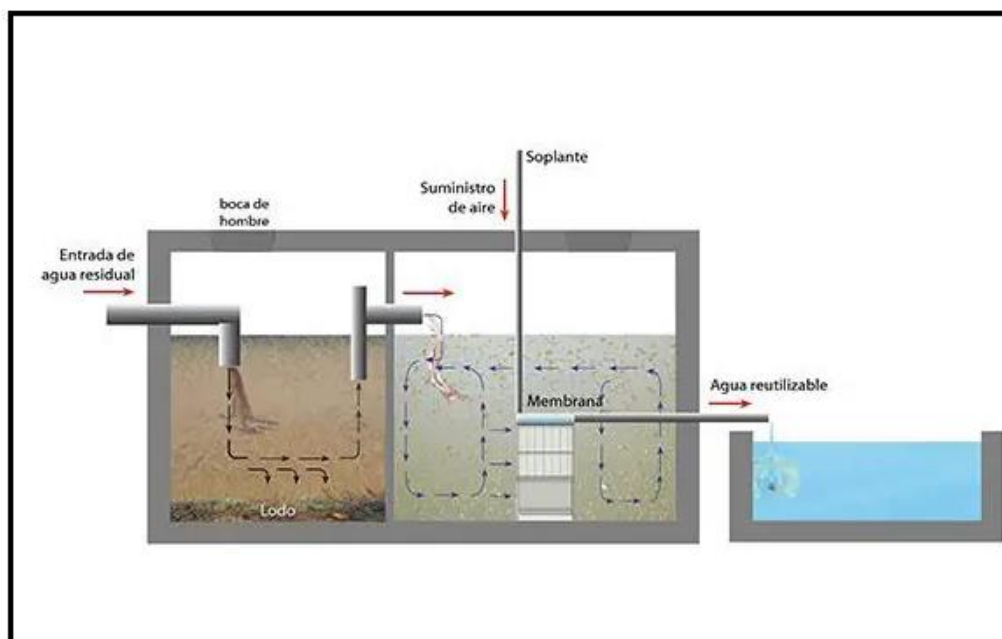 Soplante
Suministro
de aire
boca de
hombre
Entrada de
agua residual
Membrana
Agua reutilizable
Lodo